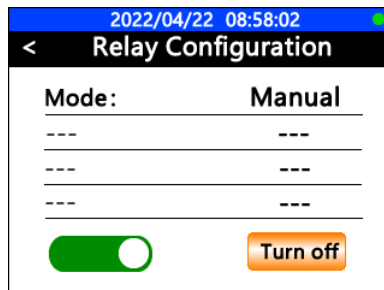 2022/04/22 08:58:02
< Relay Configuration
Mode: Manual
--- ---
--- ---
--- ---
Turn off